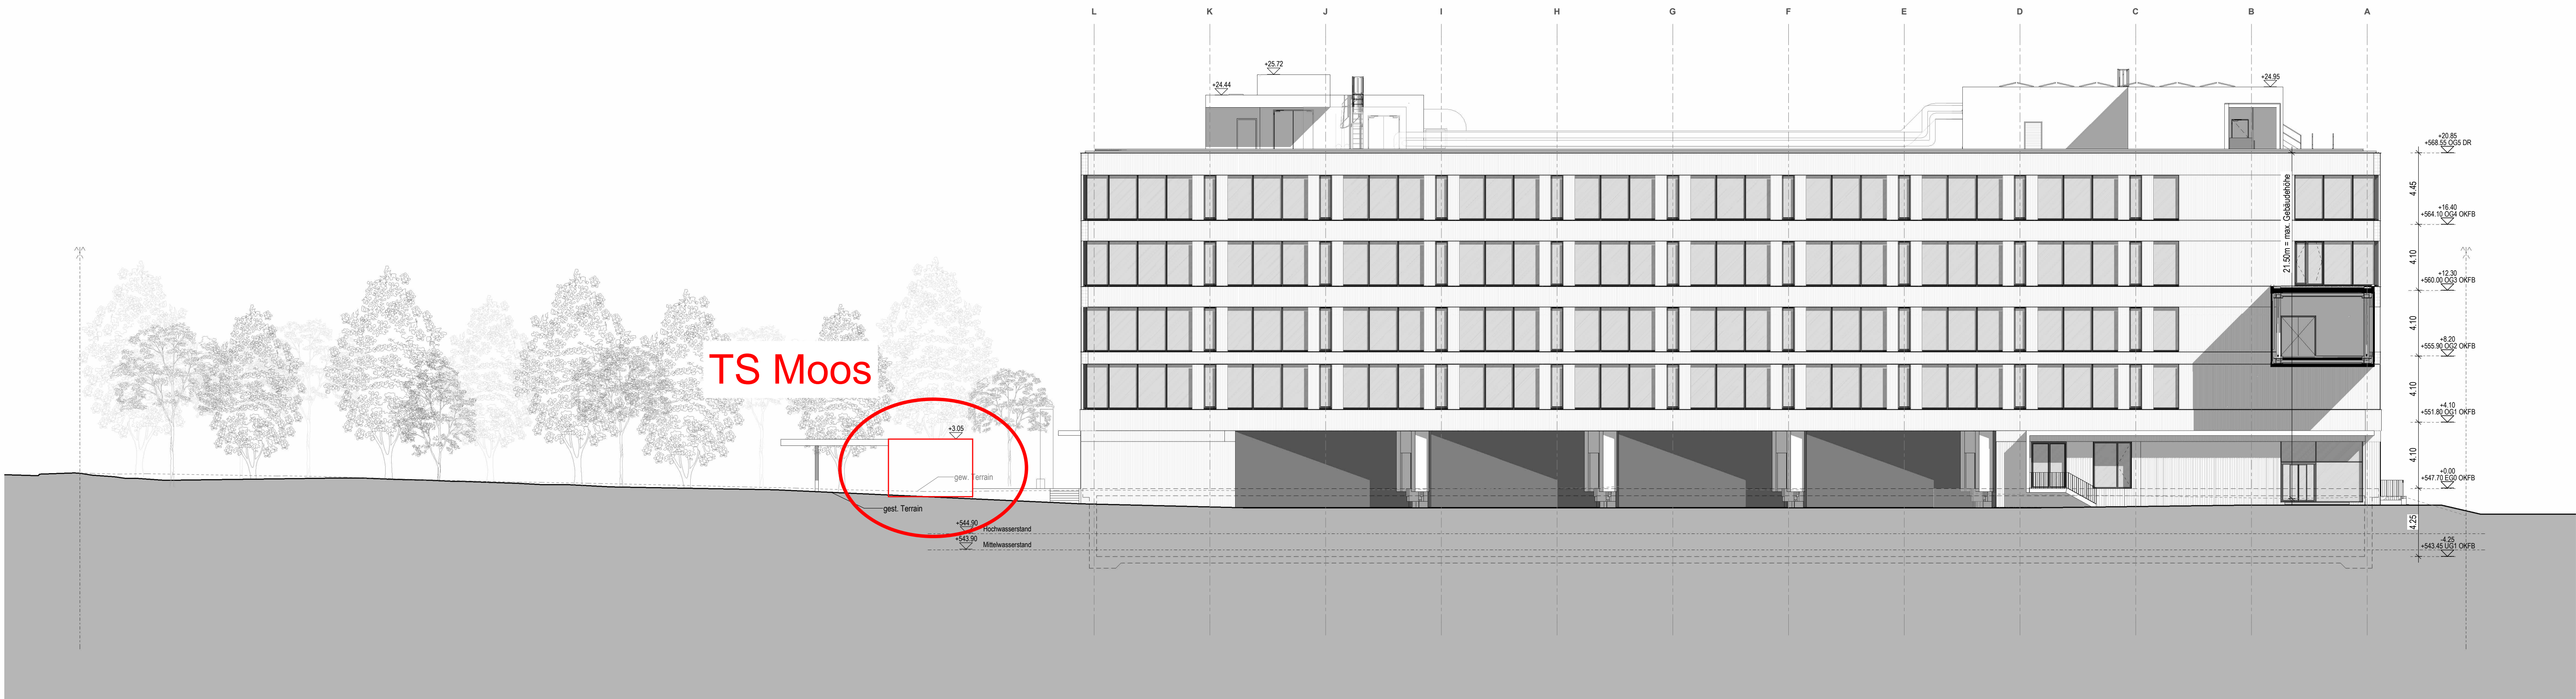 L K J I H G F E D C B A
+25.72
+24.44
+24.95
+20.85
+568.55 OG5 DR
4.45
21.50m = max. Gebäudehöhe
+16.40
+564.10 OG4 OKFB
4.10
+12.30
+560.00 OG3 OKFB
4.10
+8.20
+555.90 OG2 OKFB
TS Moos
4.10
+4.10
+551.80 OG1 OKFB
+3.05
4.10
gew. Terrain
+0.00
+547.70 EG0 OKFB
gest. Terrain
+544.90
Hochwasserstand
4.25
+543.90
Mittelwasserstand
-4.25
+543.45 UG1 OKFB